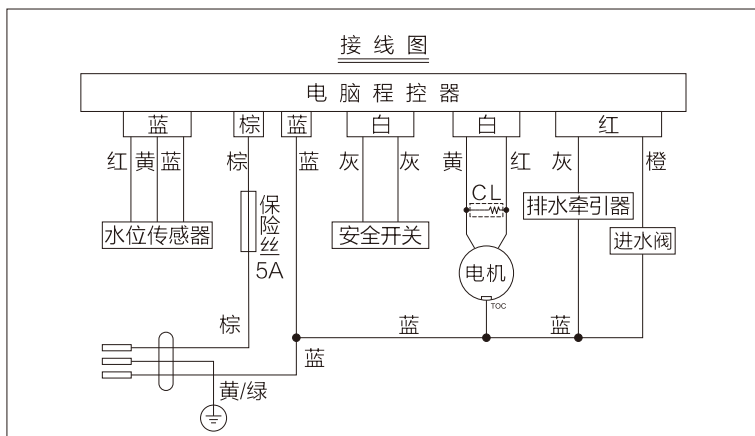 接线图
电脑程控器
蓝 棕 蓝 白 白 红
红 黄 蓝 棕 蓝 灰 灰 黄 红 灰 橙
CL
水位传感器
保险丝
5A
安全开关
排水牵引器
进水阀
电机
TOC
棕 蓝 蓝
蓝
黄/绿